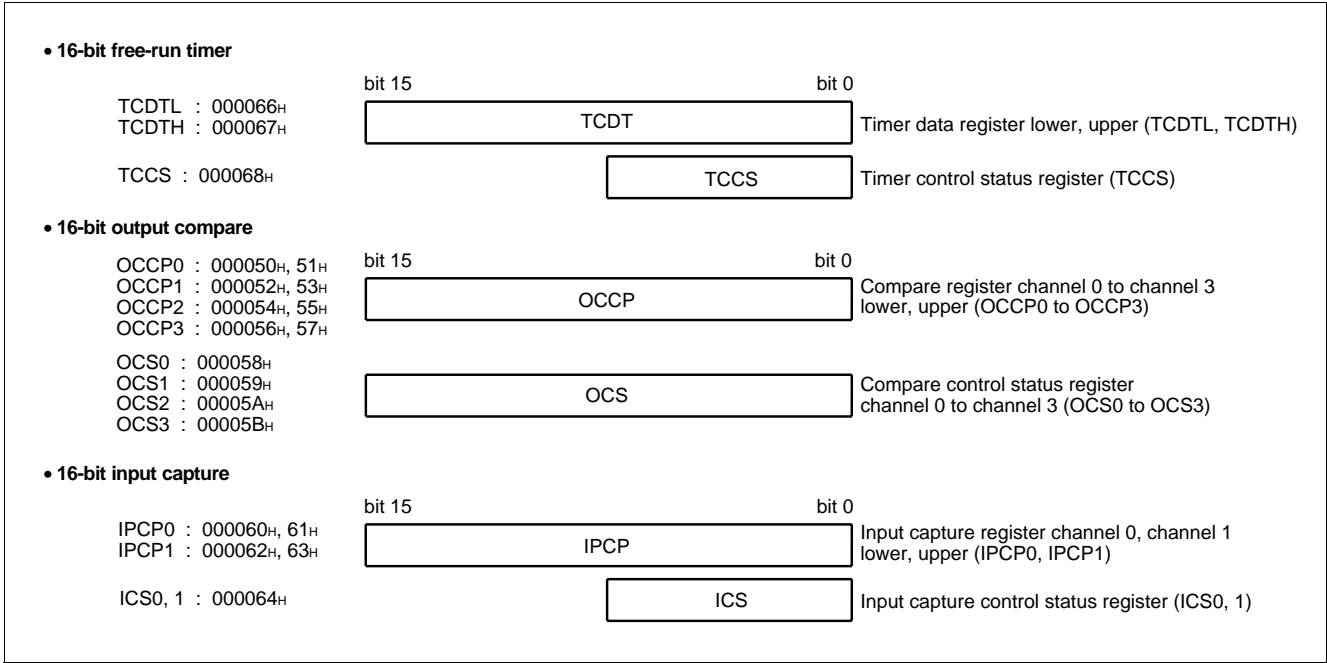 • 16-bit free-run timer
bit 15 bit 0
TCDTL : 000066H
TCDTH : 000067H
TCDT
Timer data register lower, upper (TCDTL, TCDTH)
TCCS : 000068H
TCCS
Timer control status register (TCCS)
• 16-bit output compare
bit 15 bit 0
OCCP0 : 000050H, 51H
OCCP1 : 000052H, 53H
OCCP2 : 000054H, 55H
OCCP3 : 000056H, 57H
OCCP
Compare register channel 0 to channel 3
lower, upper (OCCP0 to OCCP3)
OCS0 : 000058H
OCS1 : 000059H
OCS2 : 00005AH
OCS3 : 00005BH
OCS
Compare control status register
channel 0 to channel 3 (OCS0 to OCS3)
• 16-bit input capture
bit 15 bit 0
IPCP0 : 000060H, 61H
IPCP1 : 000062H, 63H
IPCP
Input capture register channel 0, channel 1
lower, upper (IPCP0, IPCP1)
ICS0, 1 : 000064H
ICS
Input capture control status register (ICS0, 1)